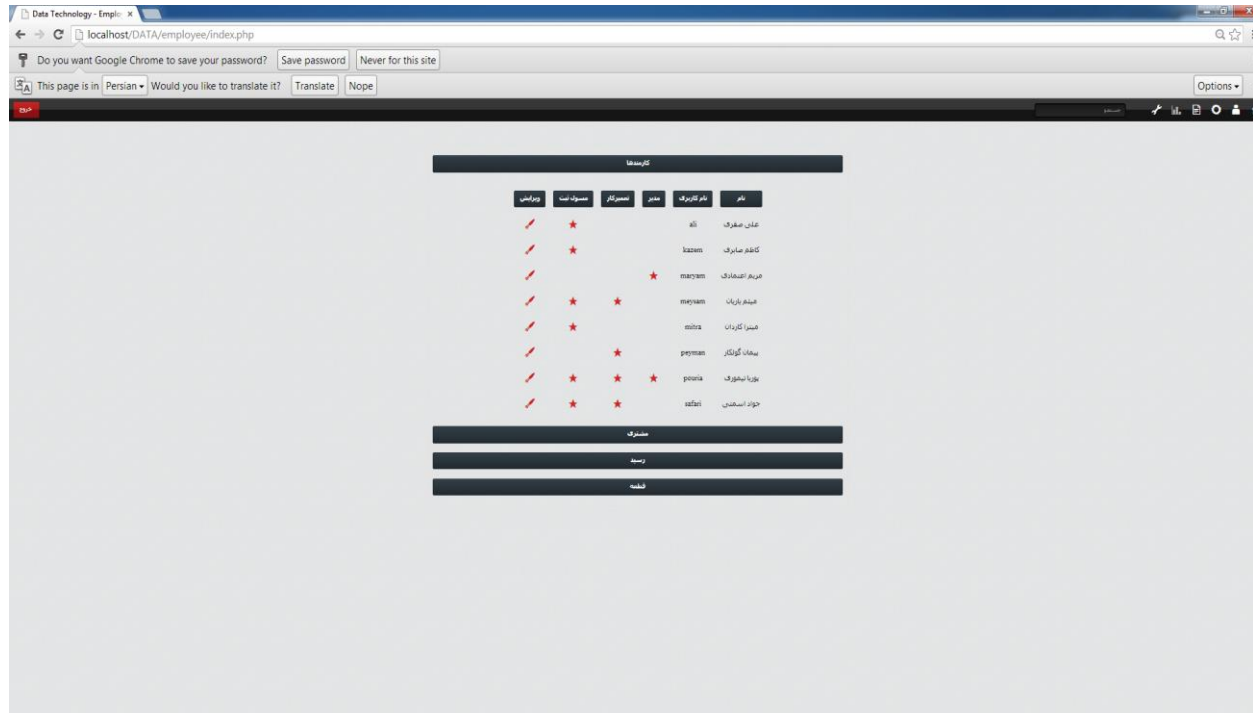 Data Technology - Emplo
localhost/DATA/employee/index.php
Do you want Google Chrome to save your password? Save password Never for this site
This page is in Persian Would you like to translate it? Translate Nope Options
خروج جستجو
کارمندها
نام نام کاربری مدیر تعمیرکار مسول ثبت ویرایش
علی صفری ali
کاظم صابری kazem
مریم اعتمادی maryam
میثم یاریان meysam
میترا کاردان mitra
پیمان گولکار peyman
پوریا تیموری pouria
جواد safari
مشتری
رسید
قطعه